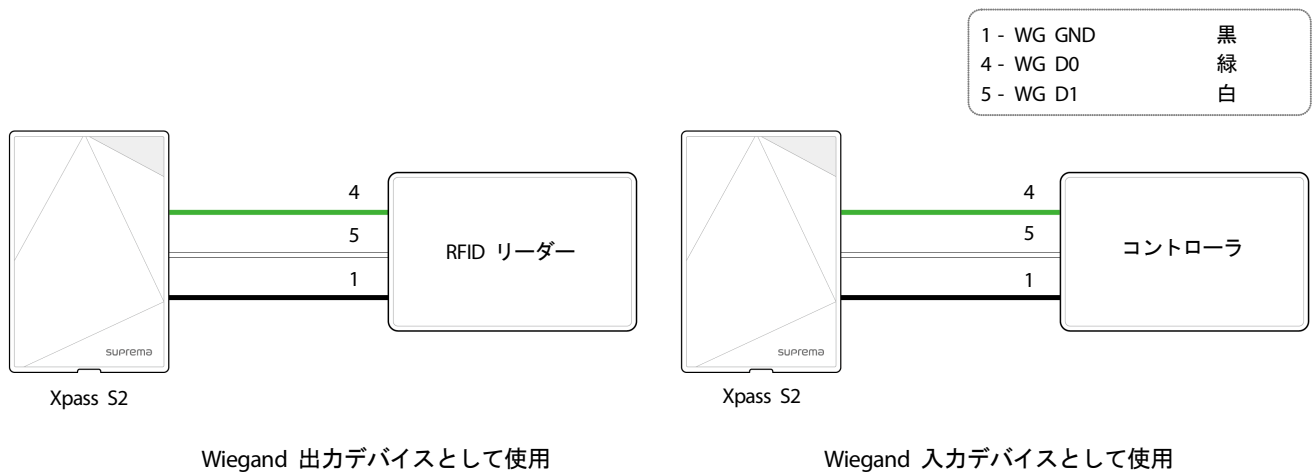 1 - WG GND 黒
4 - WG D0 緑
5 - WG D1 白
4
5
1
RFID リーダー
suprema
Xpass S2
Wiegand 出力デバイスとして使用
4
5
1
コントローラ
suprema
Xpass S2
Wiegand 入力デバイスとして使用